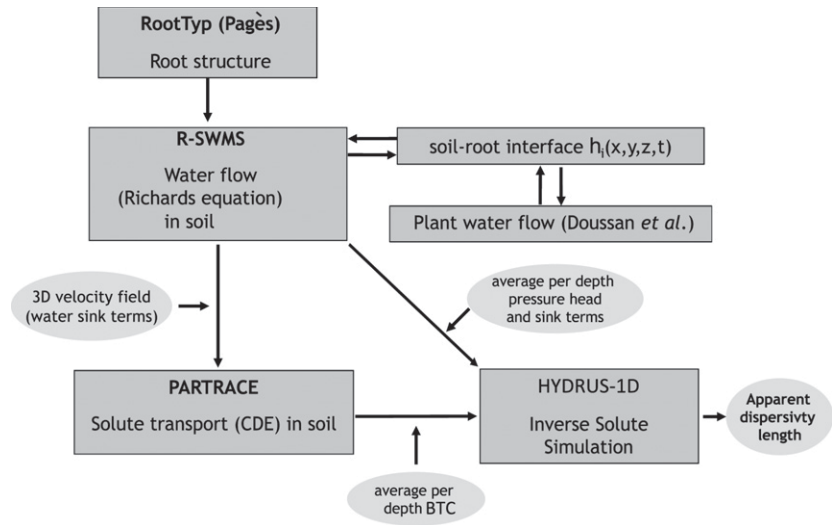 RootTyp (Pagès)
Root structure
R-SWMS
Water flow
(Richards equation)
in soil
soil-root interface hi(x,y,z,t)
Plant water flow (Doussan et al.)
3D velocity field
(water sink terms)
average per depth
pressure head
and sink terms
PARTRACE
Solute transport (CDE) in soil
HYDRUS-1D
Inverse Solute
Simulation
Apparent
dispersivty
length
average per
depth BTC